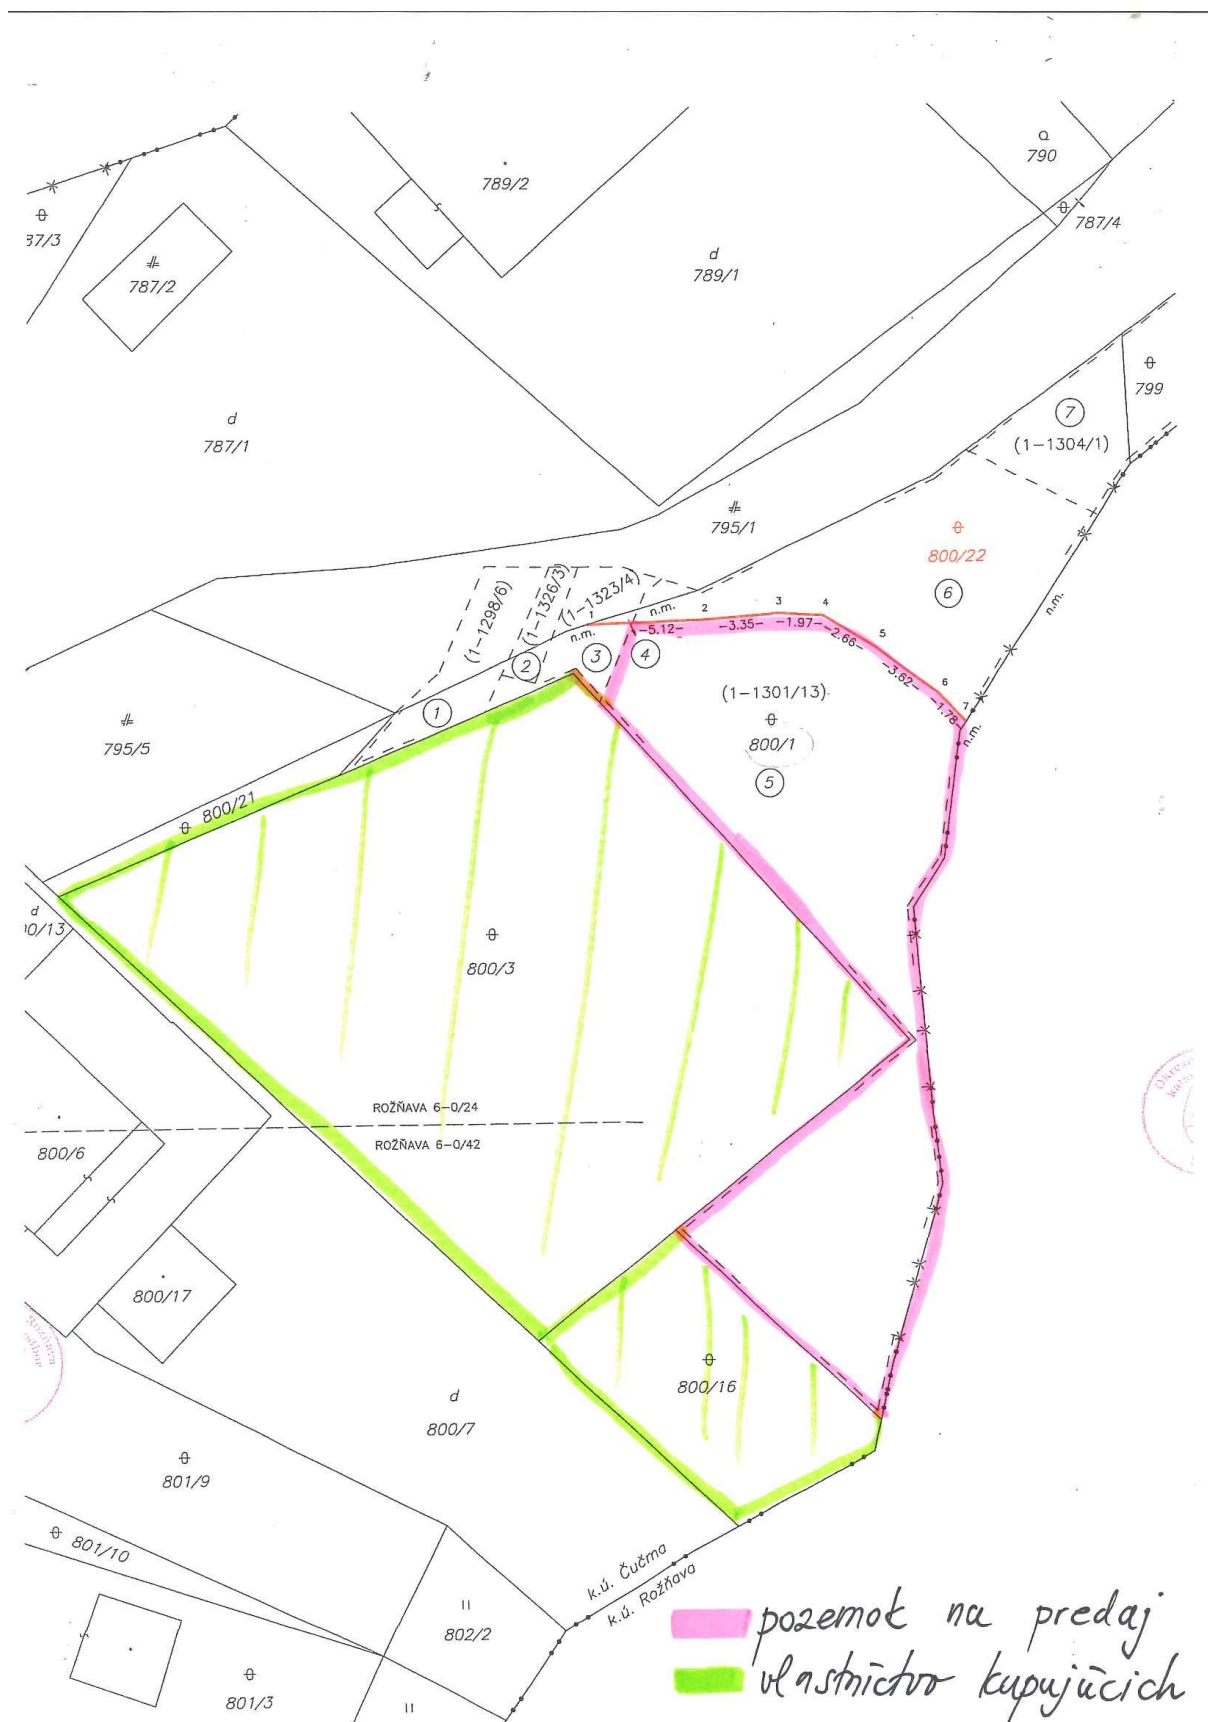 790
789/2
787/4
87/3
787/2
d
789/1
799
7
(1-1304/1)
d
787/1
795/1
800/22
6
n.m.
(1-1298/6)
(1-1326/3)
(1-1323/4)
n.m.
n.m.
2
3
4
5
6
7
-5.12-
-3.35-
-1.97-
-2.66-
-3.62-
-1.78-
n.m.
1
2
3
4
(1-1301/13)
800/1
5
795/5
800/21
d
00/13
800/3
ROŽŇAVA 6-0/24
ROŽŇAVA 6-0/42
800/6
s
s
800/17
800/16
d
800/7
801/9
801/10
k.ú. Čučma
k.ú. Rožňava
802/2
801/3
s
s
pozemok na predaj
vlastníctvo kupujúcich